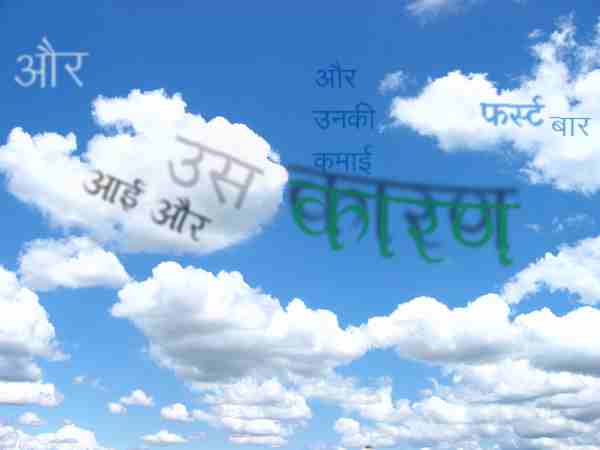 और
और
उनकी
कमाई
फर्स्ट
बार
उस
कारण
आई और